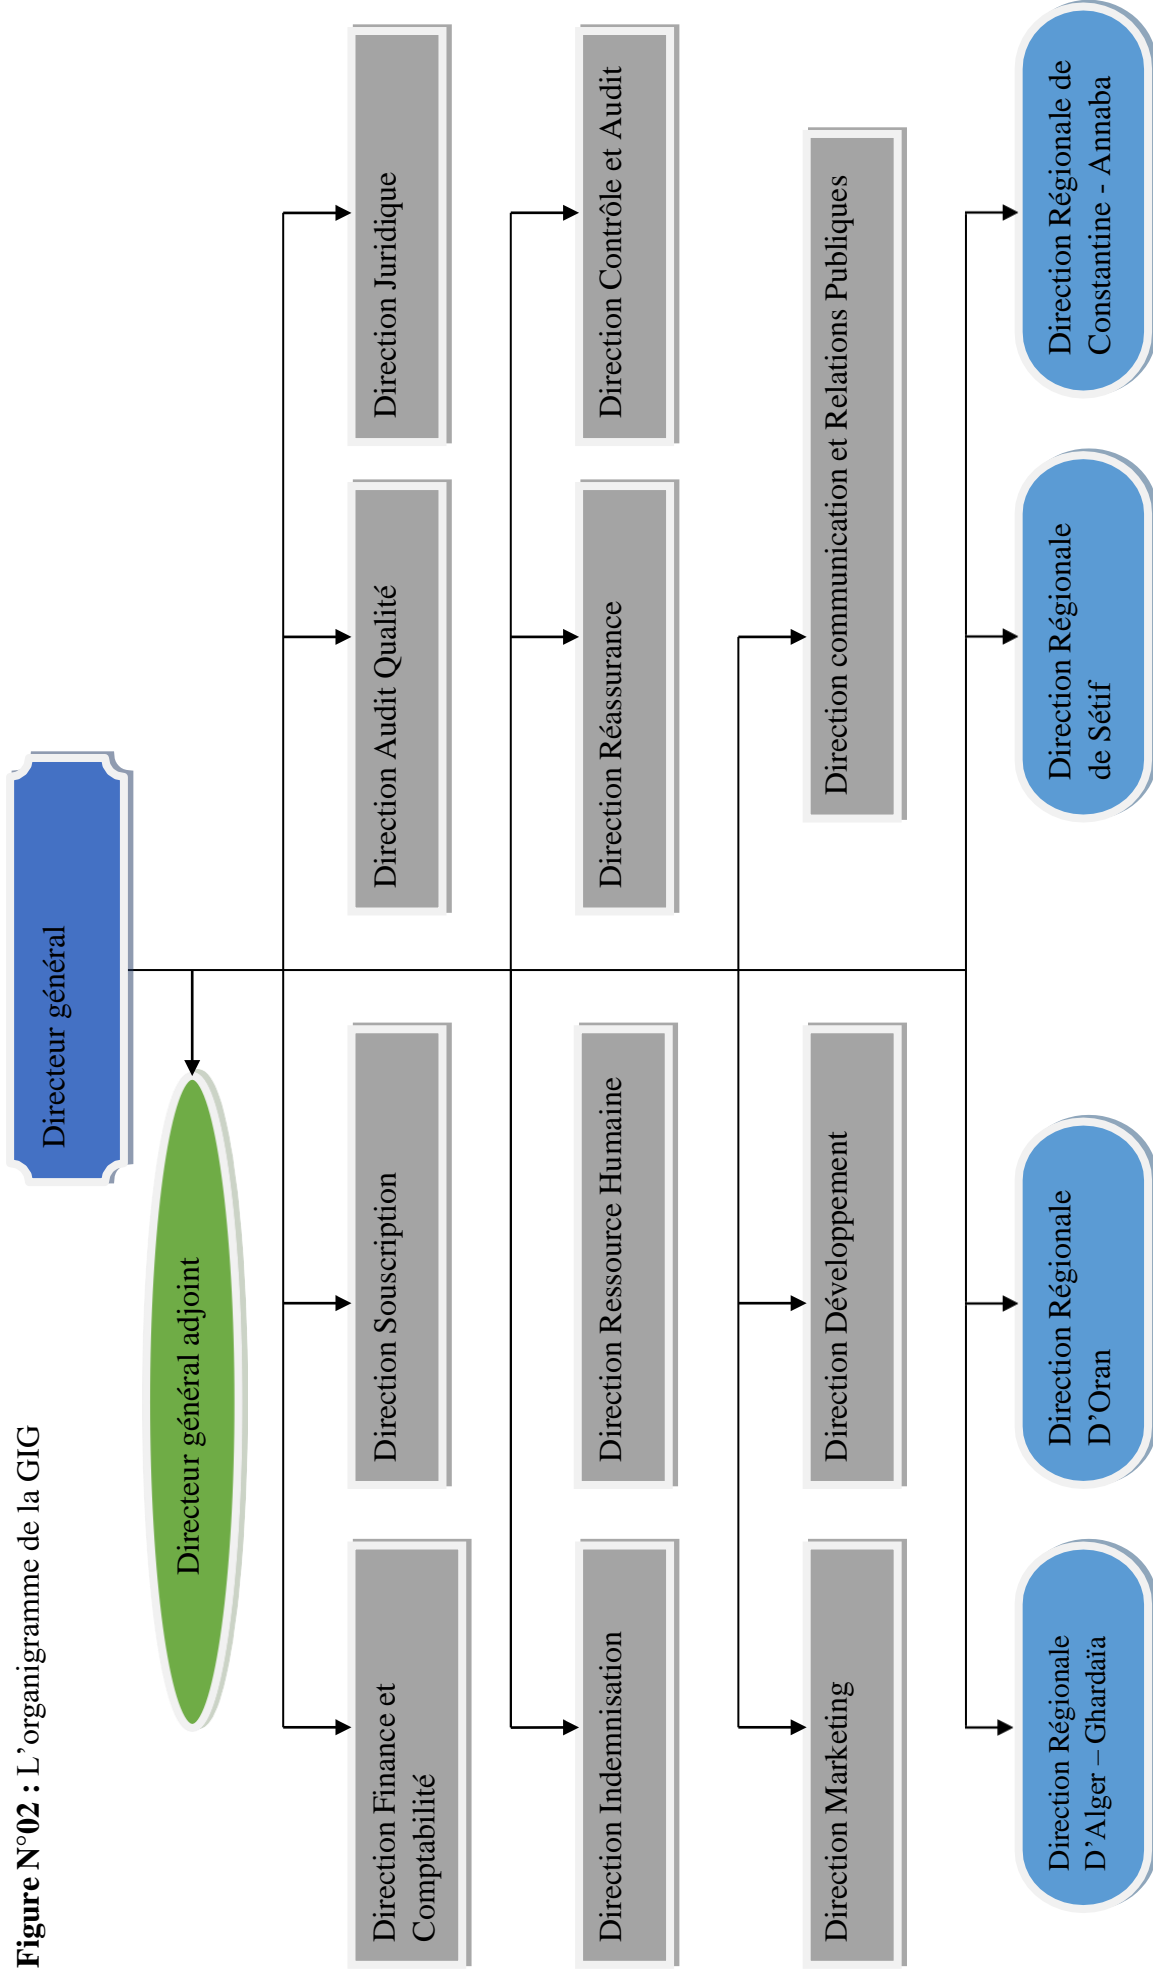 Figure N°02 : L'organigramme de la GIG
Directeur général
Directeur général adjoint
Direction Finance et
Comptabilité
Direction Souscription
Direction Audit Qualité
Direction Juridique
Direction Indemnisation
Direction Ressource Humaine
Direction Réassurance
Direction Contrôle et Audit
Direction Marketing
Direction Développement
Direction communication et Relations Publiques
Direction Régionale
D'Alger – Ghardaïa
Direction Régionale
D'Oran
Direction Régionale
de Sétif
Direction Régionale de
Constantine - Annaba